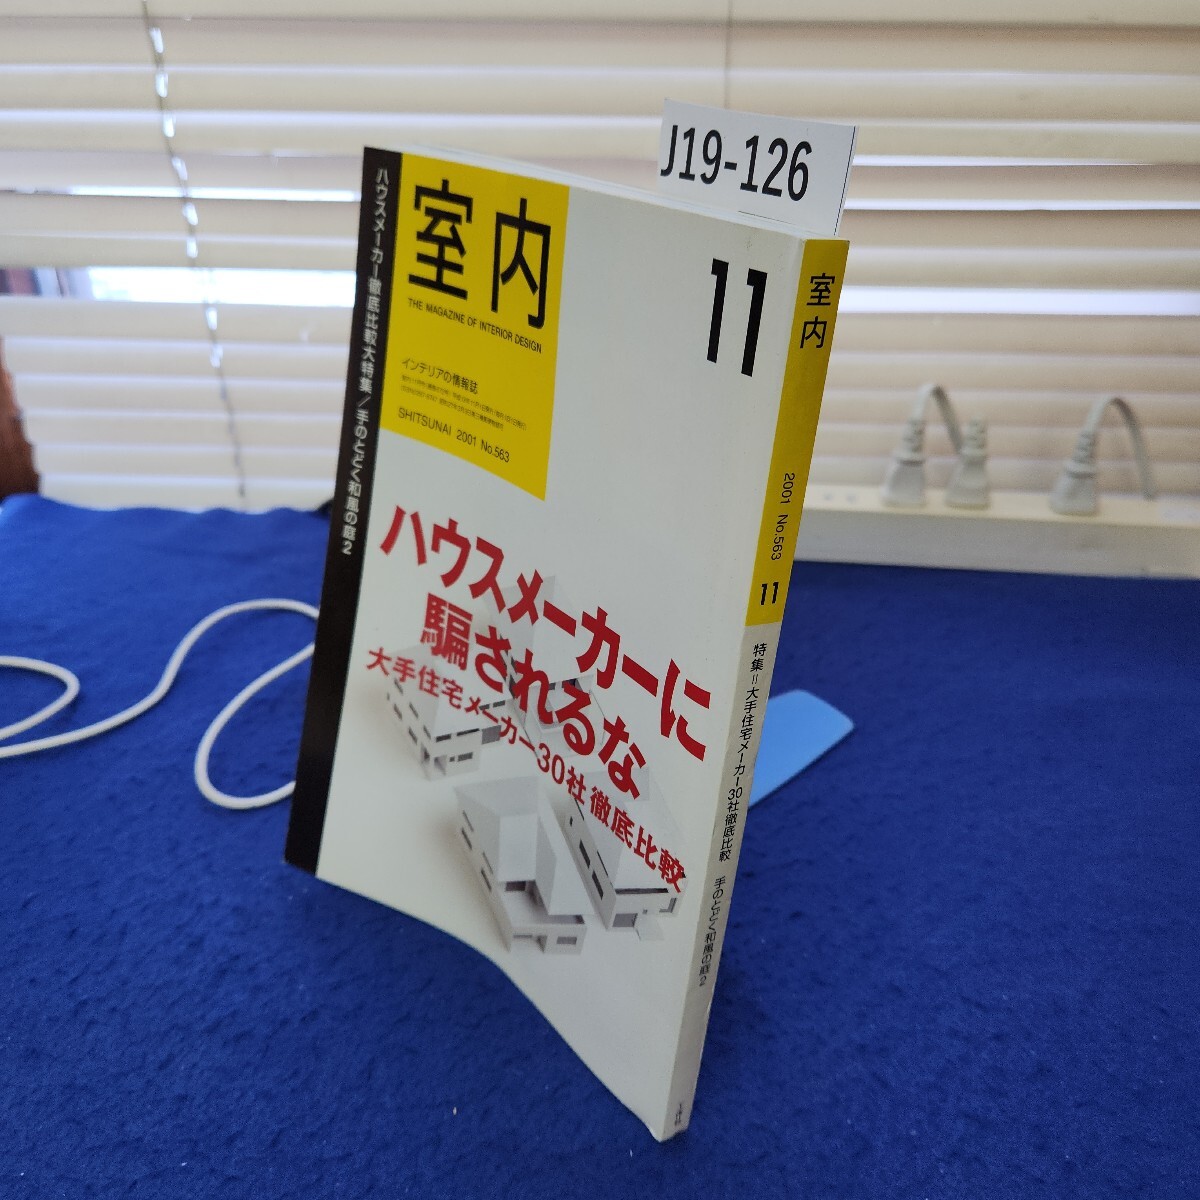 J19-126
ハウスメーカー徹底比較大特集/手のとどく和風の庭2
室内
THE MAGAZINE OF INTERIOR DESIGN
インテリアの情報誌
SHITSUNAI 2001 No.563
11
ハウスメーカーに
騙されるな
大手住宅メーカー30社徹底比較
室内
2001 No.563
11
特集=大手住宅メーカー30社徹底比較 手のとどく和風の庭2